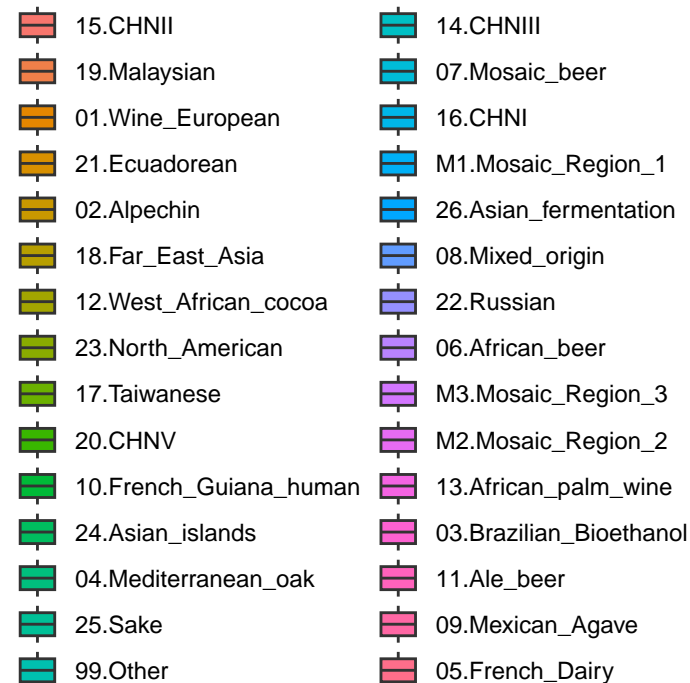 15.CHNII
19.Malaysian
01.Wine_European
21.Ecuadorean
02.Alpechin
18.Far_East_Asia
12.West_African_cocoa
23.North_American
17.Taiwanese
20.CHNV
10.French_Guiana_human
24.Asian_islands
04.Mediterranean_oak
25.Sake
99.Other
14.CHNIII
07.Mosaic_beer
16.CHNI
M1.Mosaic_Region_1
26.Asian_fermentation
08.Mixed_origin
22.Russian
06.African_beer
M3.Mosaic_Region_3
M2.Mosaic_Region_2
13.African_palm_wine
03.Brazilian_Bioethanol
11.Ale_beer
09.Mexican_Agave
05.French_Dairy